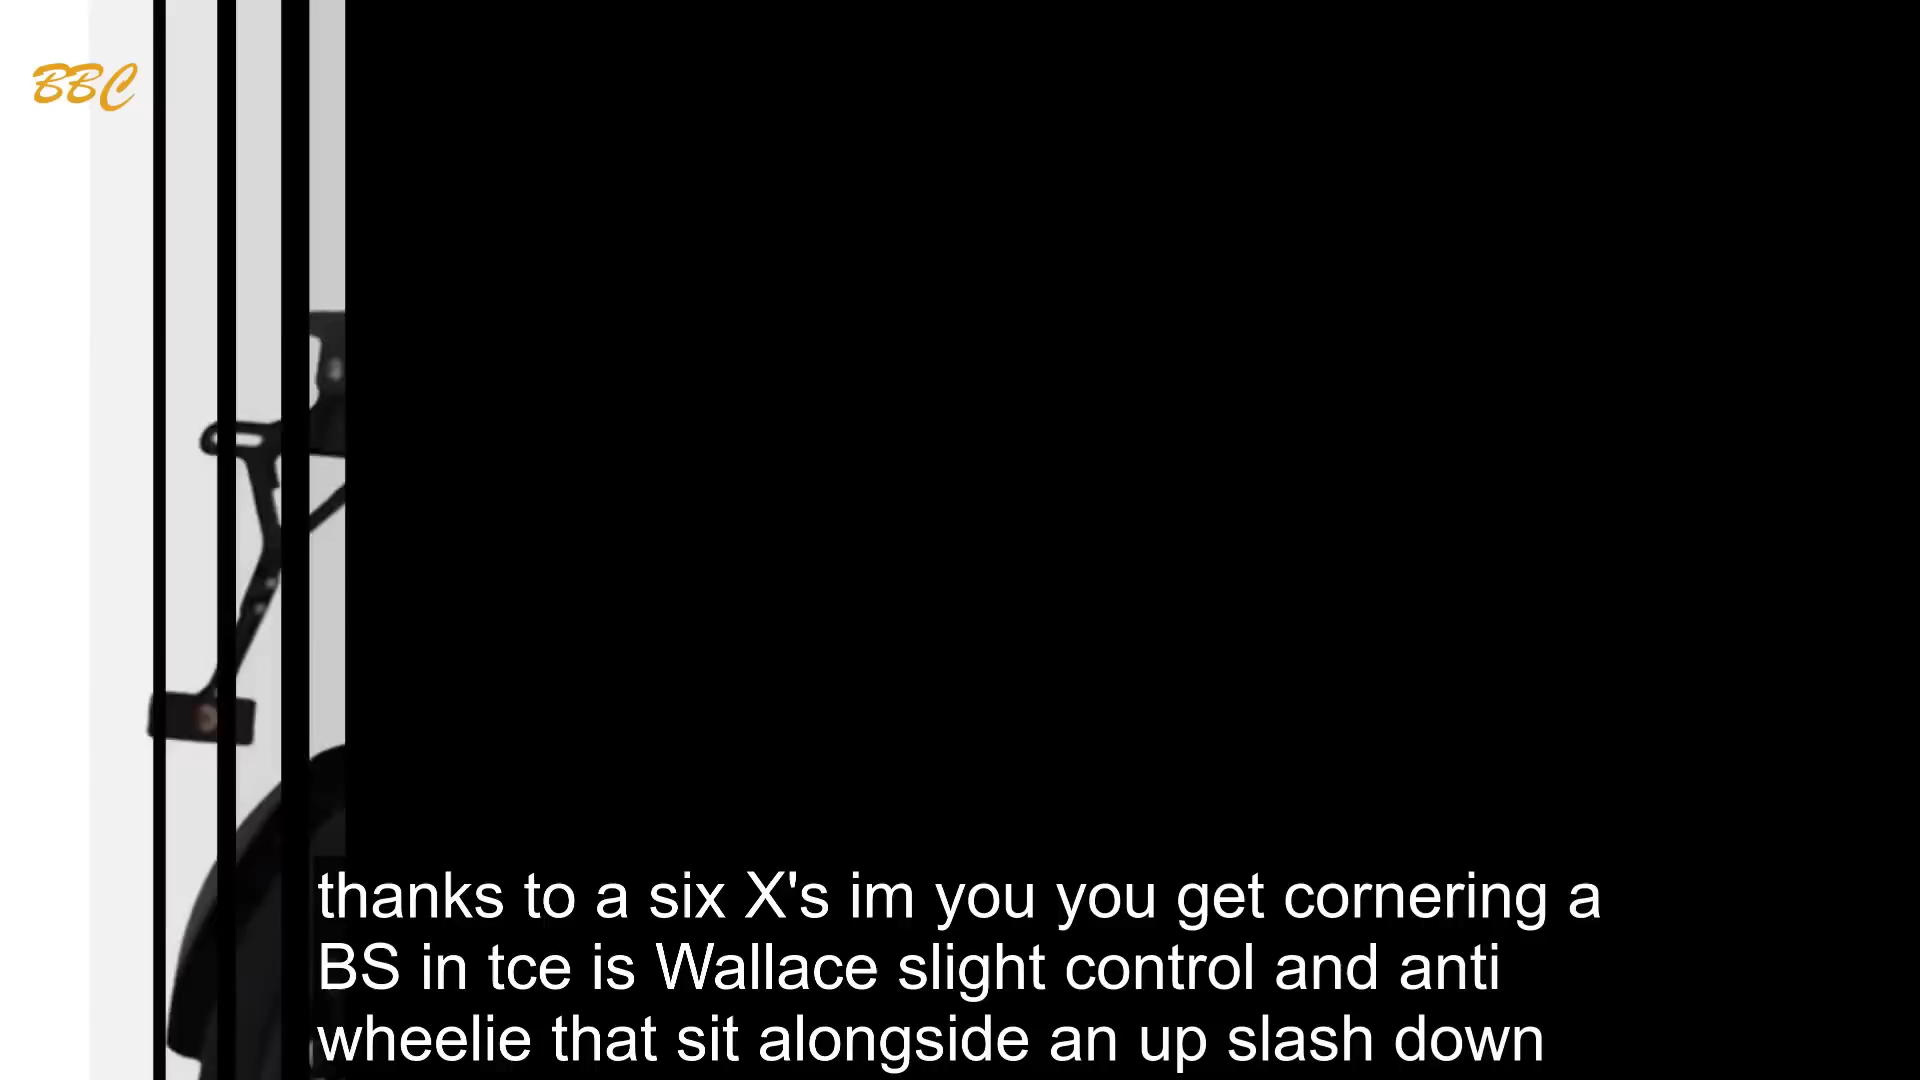 BBC
thanks to a six X's im you you get cornering a
BS in tce is Wallace slight control and anti
wheelie that sit alongside an up slash down